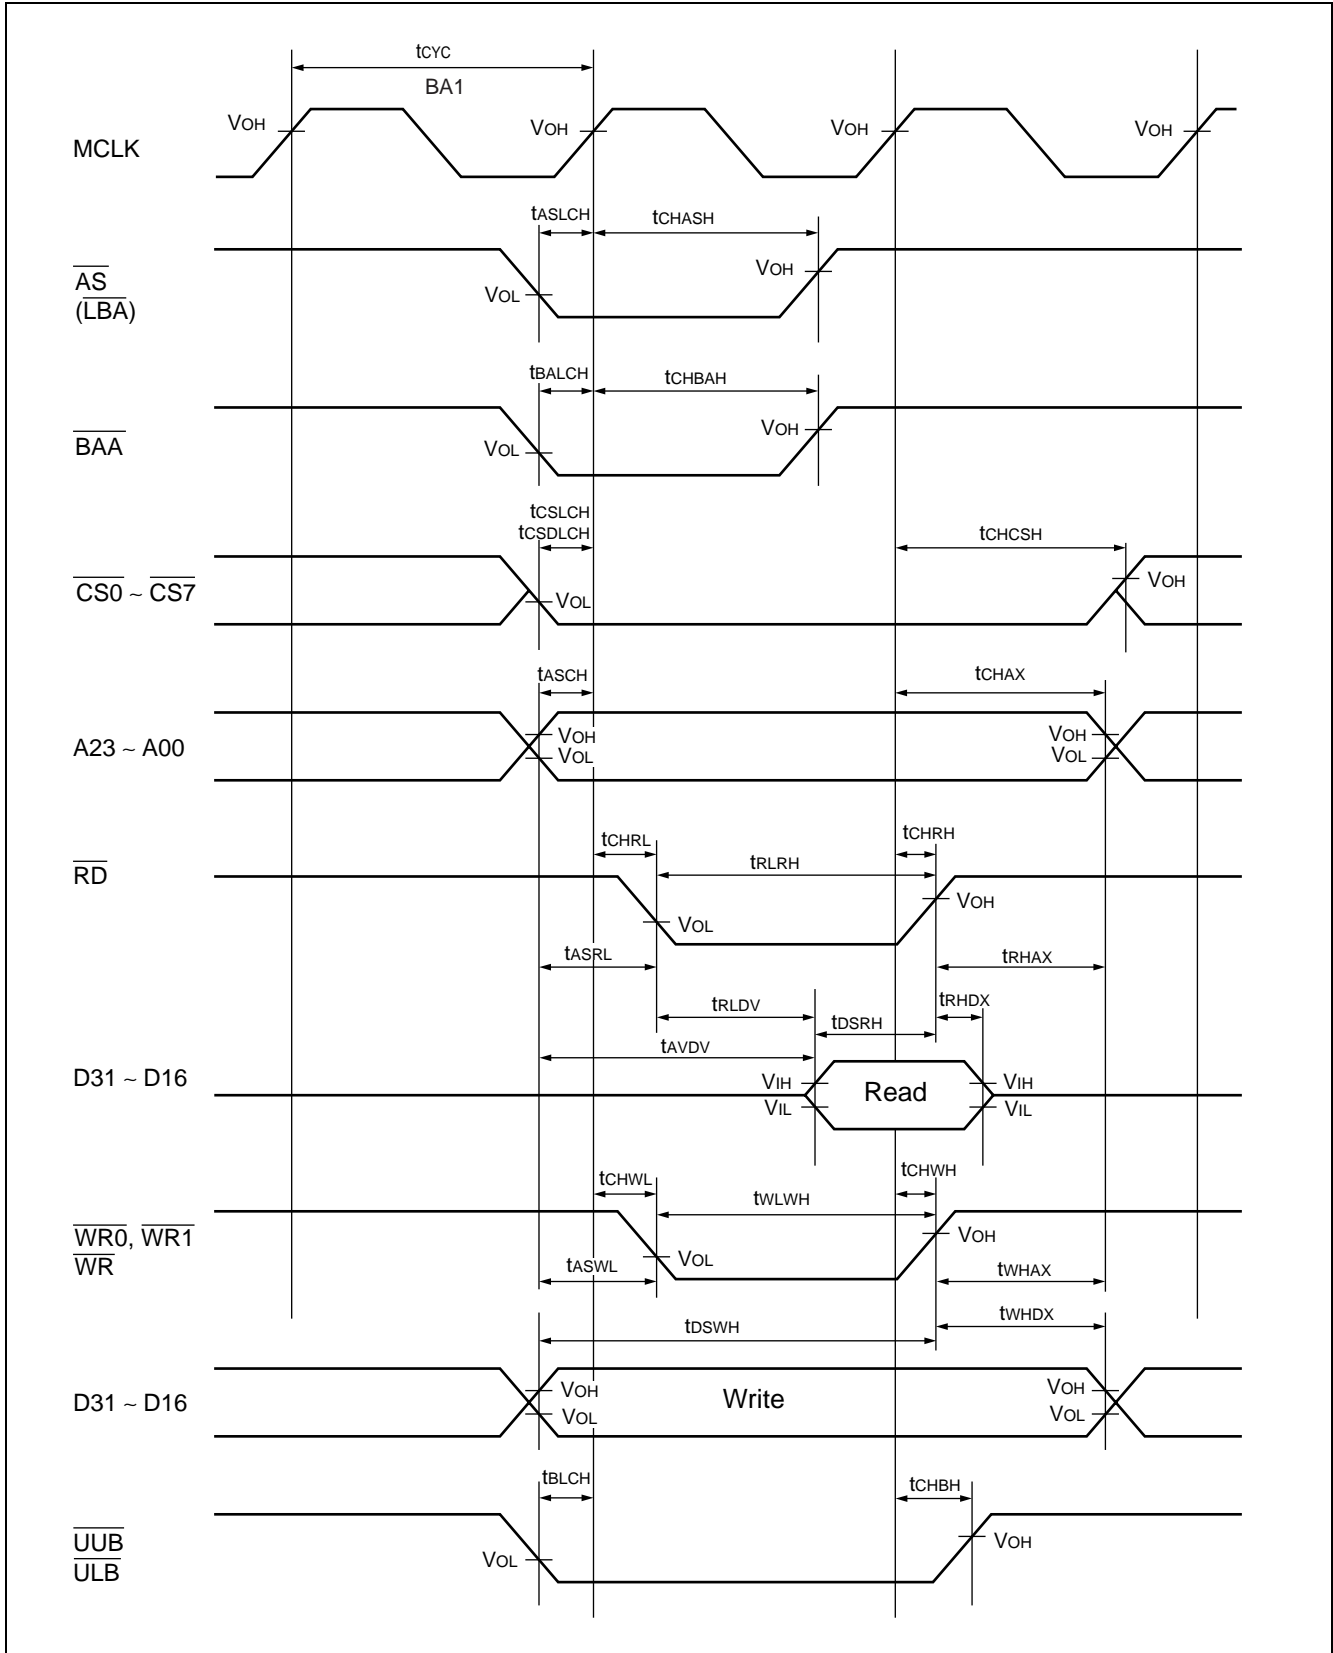 tCYC
BA1
MCLK
VOH
VOH
VOH
VOH
tASLCH
tCHASH
AS
(LBA)
VOL
VOH
tBALCH
tCHBAH
BAA
VOL
VOH
tCSLCH
tCSDLCH
tCHCSH
CS0 ~ CS7
VOL
VOH
tASCH
tCHAX
A23 ~ A00
VOH
VOL
VOH
VOL
tCHRL
tRLRH
tCHRH
RD
VOL
VOH
tASRL
tRHAX
tRLDV
tDSRH
tRHDX
tAVDV
D31 ~ D16
VIH
VIL
Read
VIH
VIL
tCHWL
tWLWH
tCHWH
WR0, WR1
WR
VOL
VOH
tASWL
tWHAX
tDSWH
tWHDX
D31 ~ D16
VOH
VOL
Write
VOH
VOL
tBLCH
tCHBH
UUB
ULB
VOL
VOH